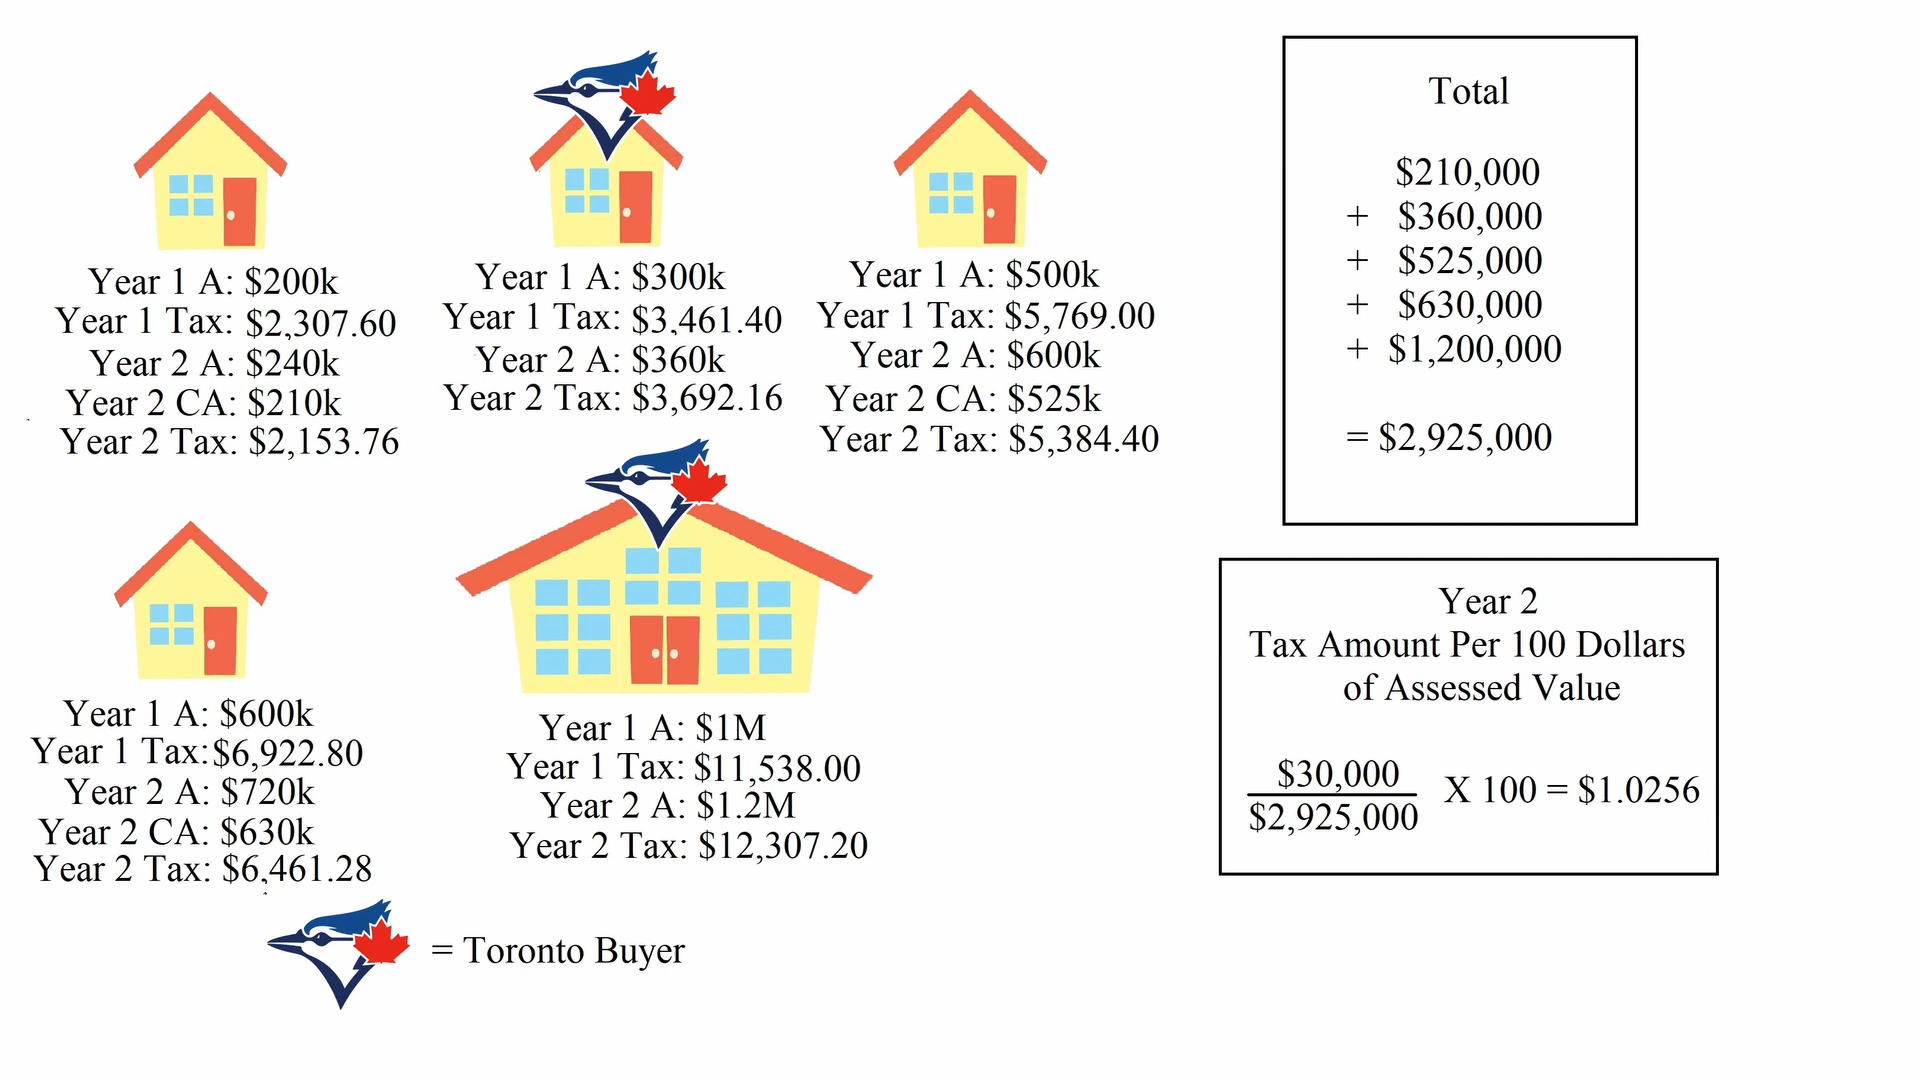 Year 1 A: $200k
Year 1 Tax: $2,307.60
Year 2 A: $240k
Year 2 CA: $210k
Year 2 Tax: $2,153.76
Year 1 A: $300k
Year 1 Tax: $3,461.40
Year 2 A: $360k
Year 2 Tax: $3,692.16
Year 1 A: $500k
Year 1 Tax: $5,769.00
Year 2 A: $600k
Year 2 CA: $525k
Year 2 Tax: $5,384.40
Year 1 A: $600k
Year 1 Tax: $6,922.80
Year 2 A: $720k
Year 2 CA: $630k
Year 2 Tax: $6,461.28
Year 1 A: $1M
Year 1 Tax: $11,538.00
Year 2 A: $1.2M
Year 2 Tax: $12,307.20
= Toronto Buyer
Total
$210,000
+ $360,000
+ $525,000
+ $630,000
+ $1,200,000
= $2,925,000
Year 2
Tax Amount Per 100 Dollars
of Assessed Value
$30,000
$2,925,000
X 100 = $1.0256